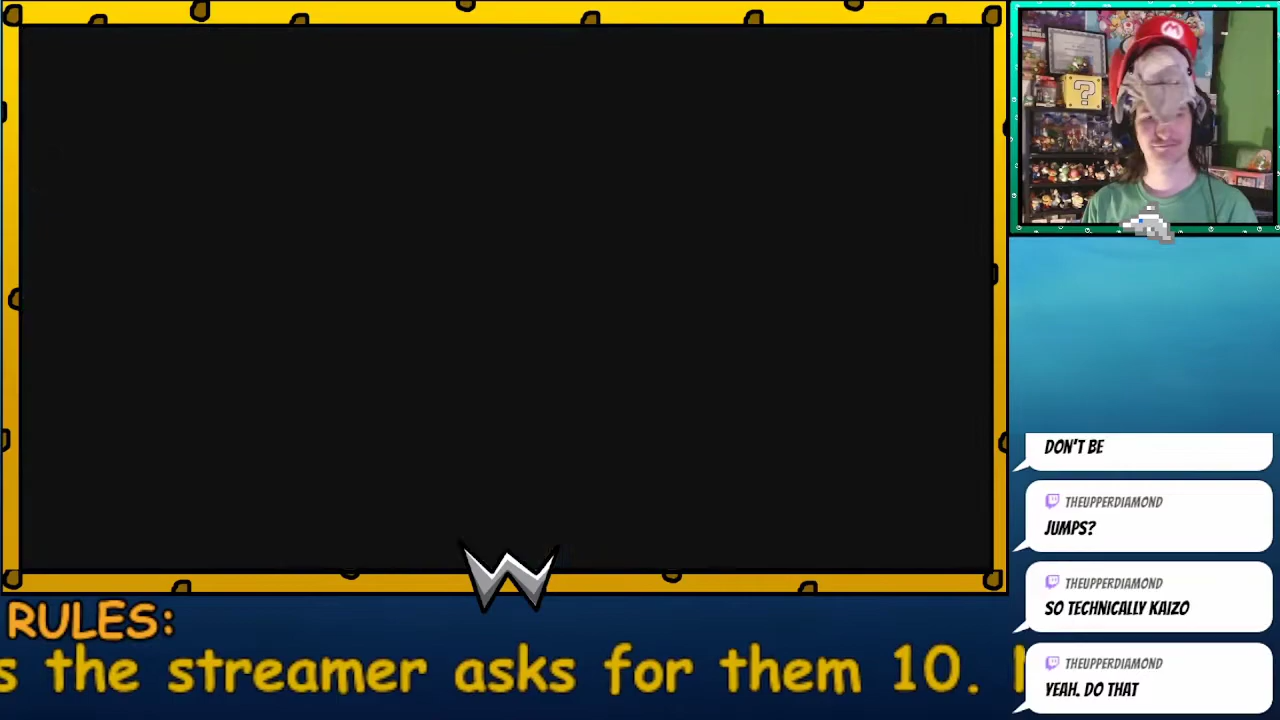 M
?
DON'T BE
THEUPPERDIAMOND
JUMPS?
THEUPPERDIAMOND
SO TECHNICALLY KAIZO
THEUPPERDIAMOND
YEAH. DO THAT
W
RULES:
s the streamer asks for them 10.